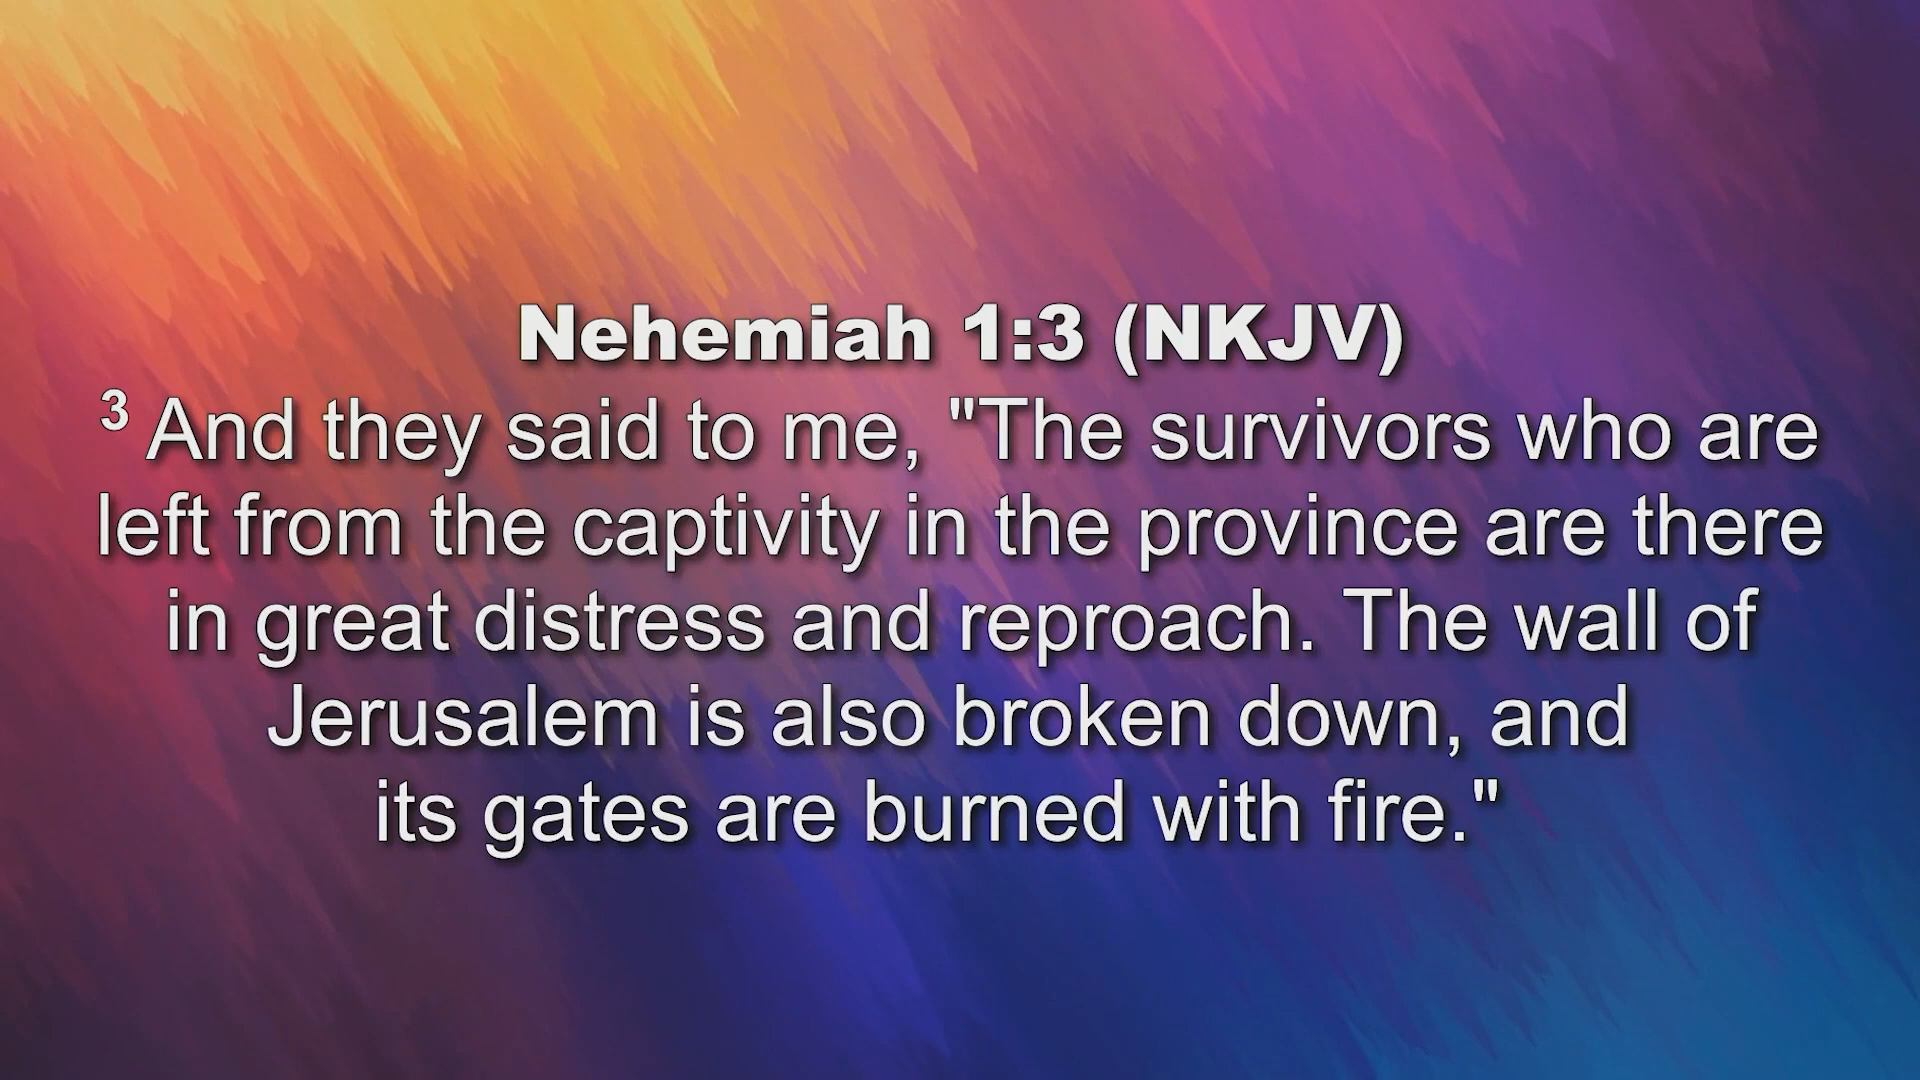 Nehemiah 1:3 (NKJV)
3 And they said to me, "The survivors who are
left from the captivity in the province are there
in great distress and reproach. The wall of
Jerusalem is also broken down, and
its gates are burned with fire."